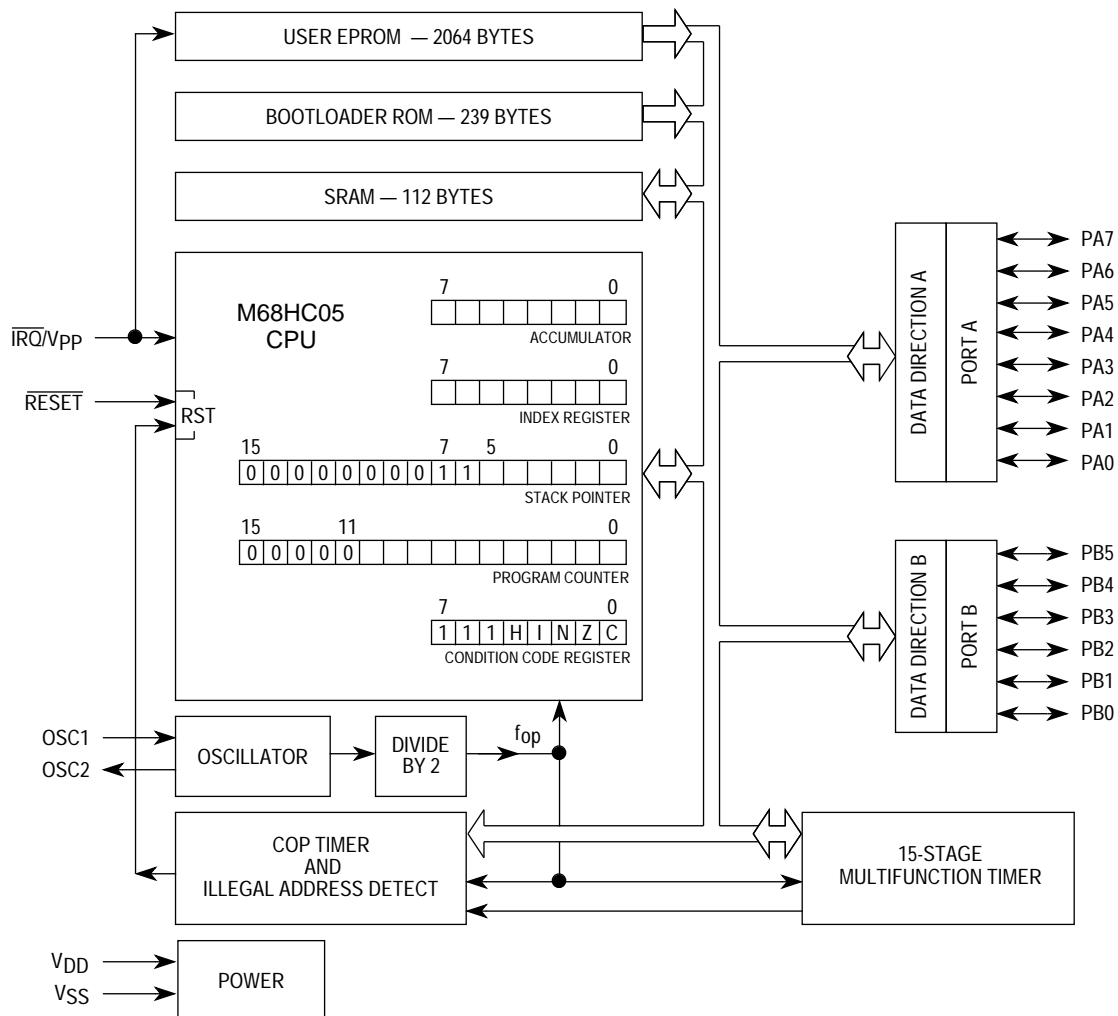 USER EPROM — 2064 BYTES
BOOTLOADER ROM — 239 BYTES
SRAM — 112 BYTES
M68HC05
CPU
7 0
ACCUMULATOR
7 0
INDEX REGISTER
15 7 5 0
0 0 0 0 0 0 0 0 1 1
STACK POINTER
15 11 0
0 0 0 0 0
PROGRAM COUNTER
7 0
1 1 1 H I N Z C
CONDITION CODE REGISTER
IRQ/VPP
RESET
RST
OSC1
OSC2
OSCILLATOR
DIVIDE
BY 2
fop
COP TIMER
AND
ILLEGAL ADDRESS DETECT
VDD
VSS
POWER
DATA DIRECTION A
PORT A
PA7
PA6
PA5
PA4
PA3
PA2
PA1
PA0
DATA DIRECTION B
PORT B
PB5
PB4
PB3
PB2
PB1
PB0
15-STAGE
MULTIFUNCTION TIMER